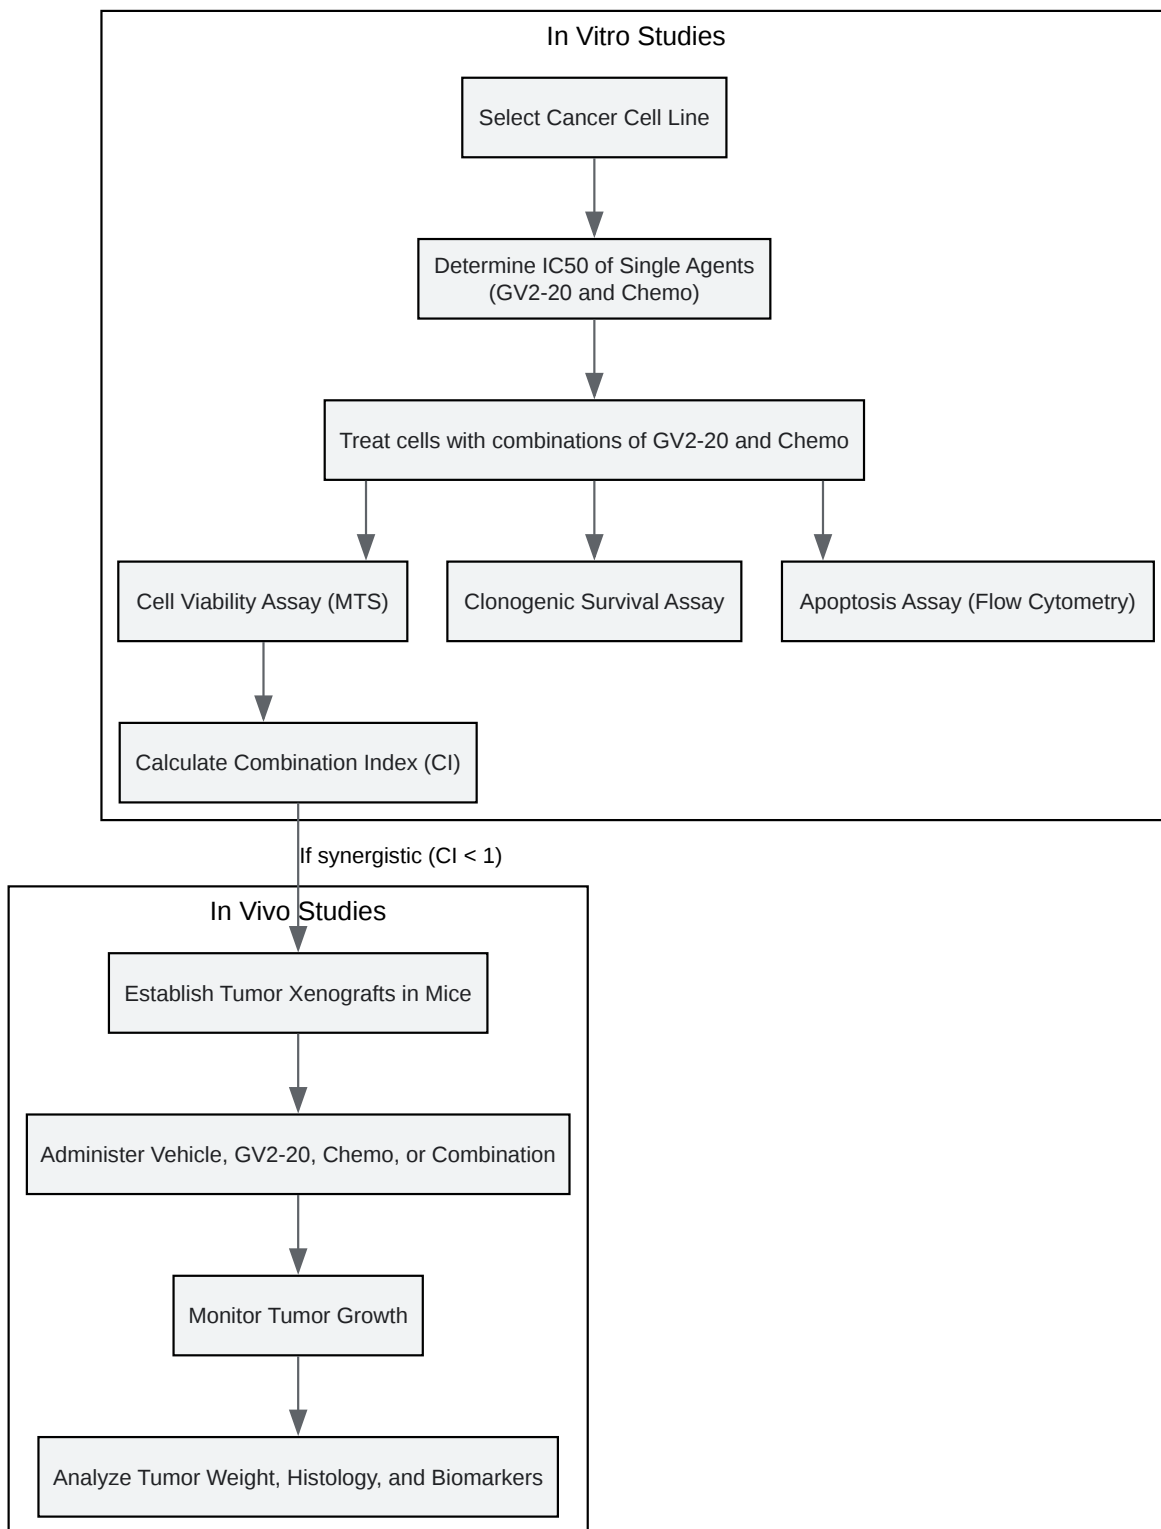 In Vitro Studies
Select Cancer Cell Line
Determine IC50 of Single Agents
(GV2-20 and Chemo)
Treat cells with combinations of GV2-20 and Chemo
Cell Viability Assay (MTS)
Clonogenic Survival Assay
Apoptosis Assay (Flow Cytometry)
Calculate Combination Index (CI)
If synergistic (CI < 1)
In Vivo Studies
Establish Tumor Xenografts in Mice
Administer Vehicle, GV2-20, Chemo, or Combination
Monitor Tumor Growth
Analyze Tumor Weight, Histology, and Biomarkers